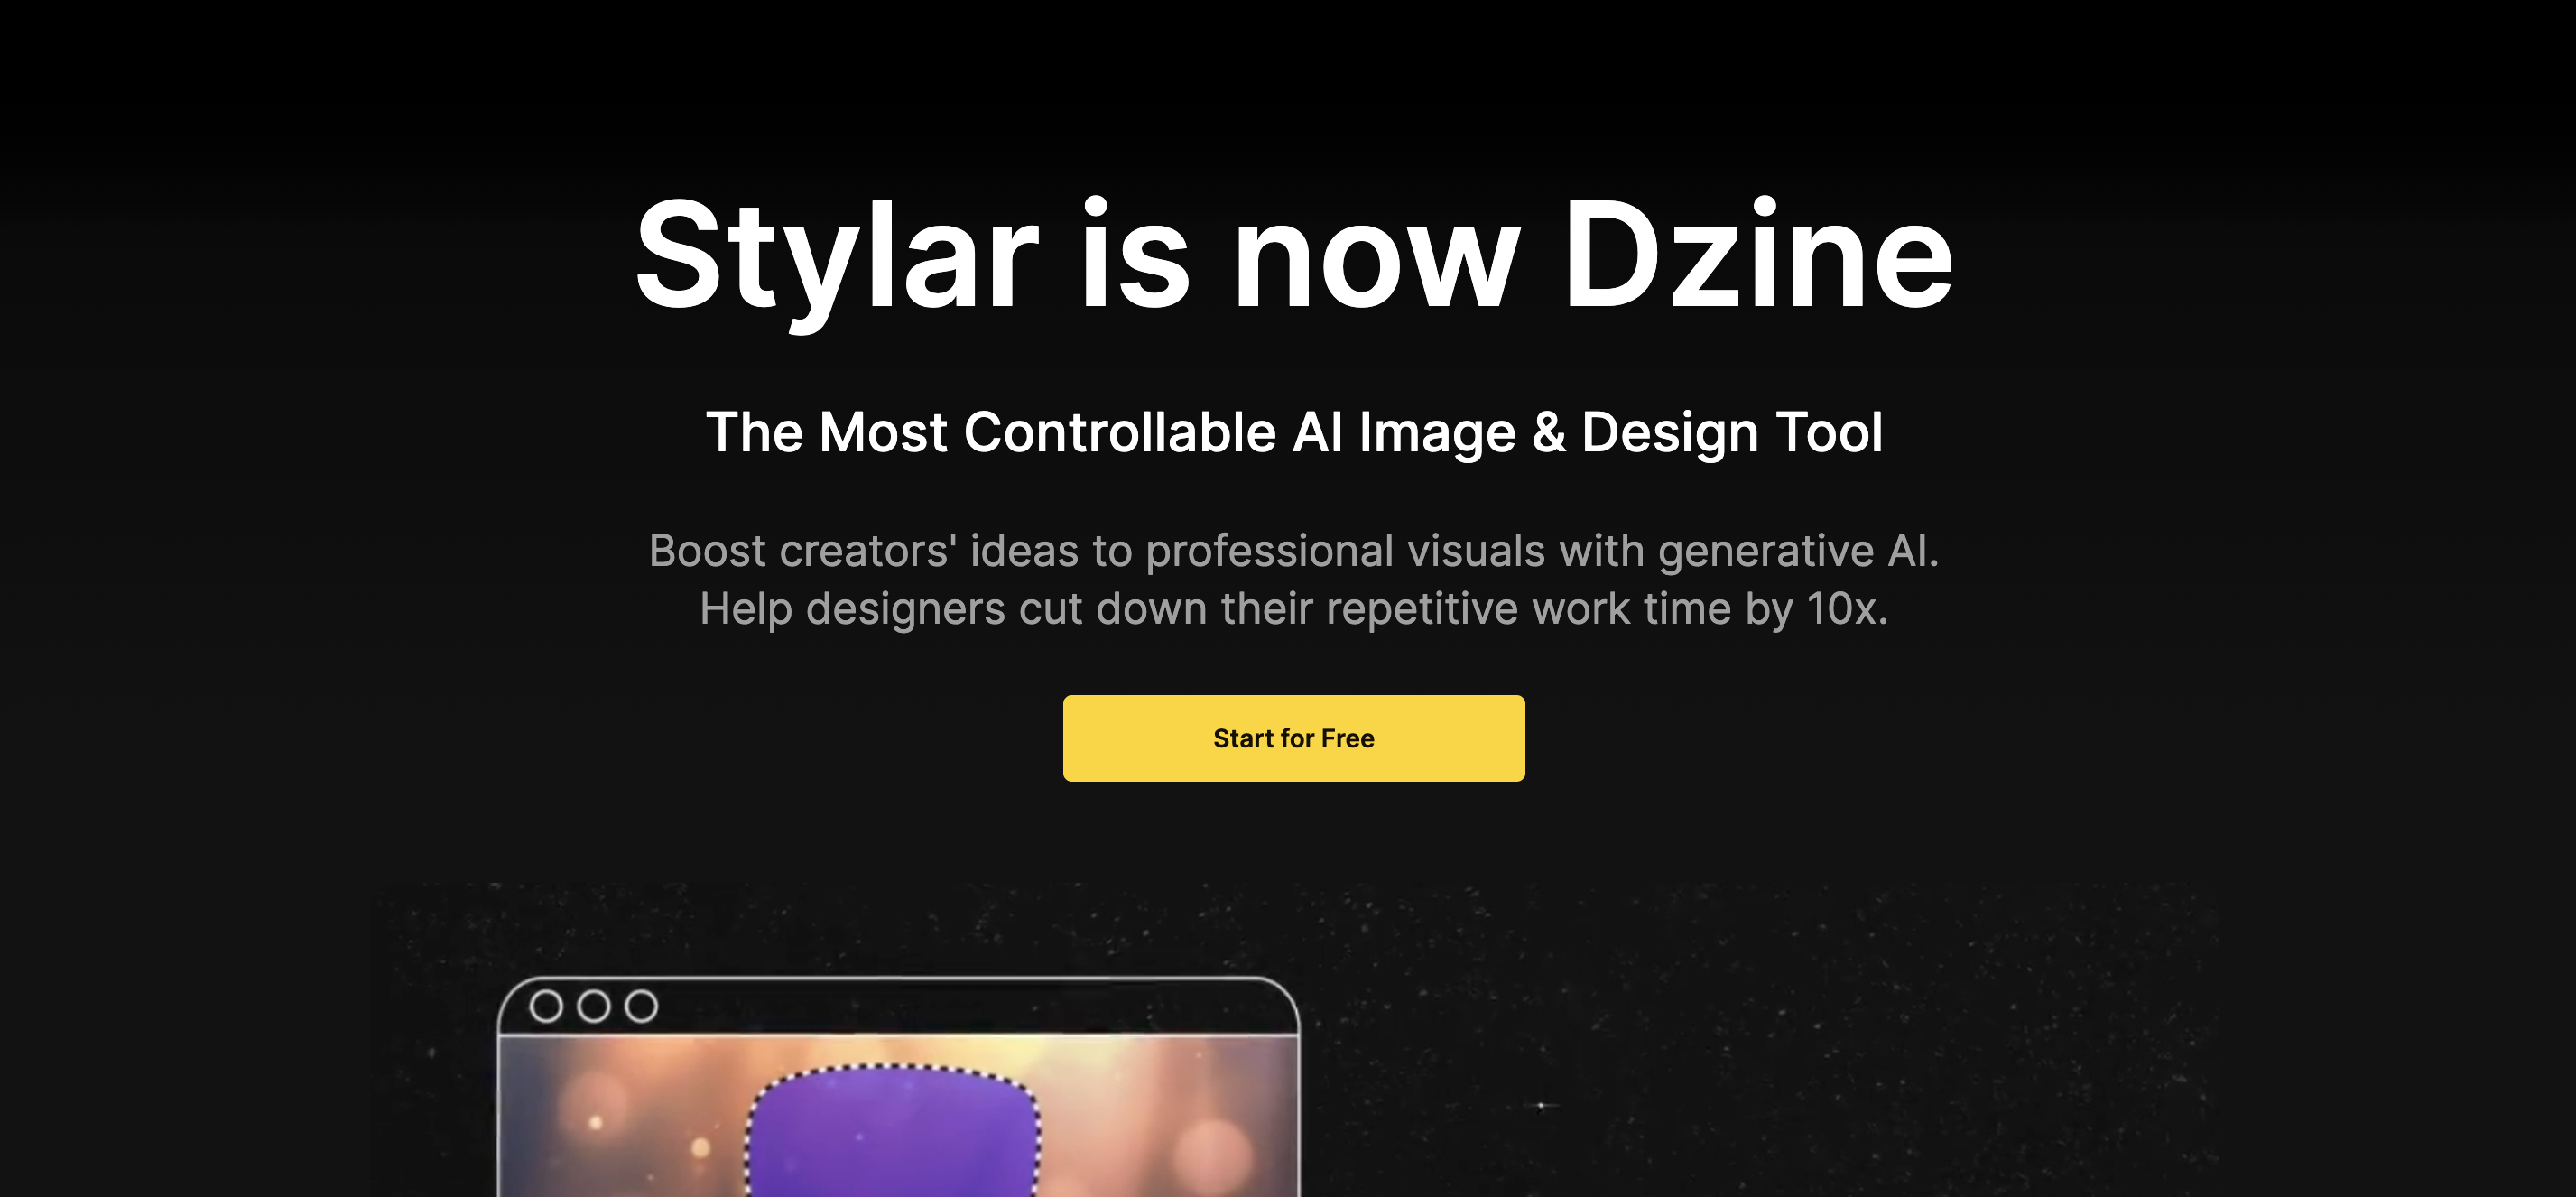 Stylar is now Dzine
The Most Controllable AI Image & Design Tool
Boost creators' ideas to professional visuals with generative AI.
Help designers cut down their repetitive work time by 10x.
Start for Free